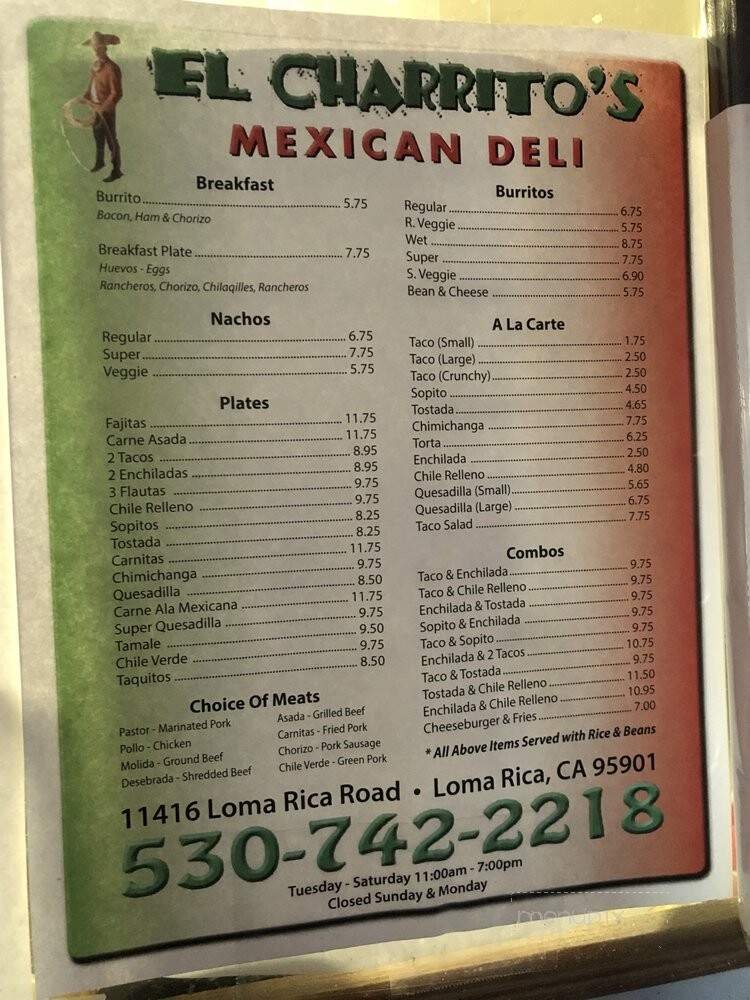 EL CHARRITO'S
MEXICAN DELI
Breakfast
Burrito 5.75
Bacon, Ham & Chorizo
Breakfast Plate 7.75
Huevos - Eggs
Rancheros, Chorizo, Chilaqilles, Rancheros
Nachos
Regular 6.75
Super 7.75
Veggie 5.75
Plates
Fajitas 11.75
Carne Asada 11.75
2 Tacos 8.95
2 Enchiladas 8.95
3 Flautas 9.75
Chile Relleno 9.75
Sopitos 8.25
Tostada 8.25
Carnitas 11.75
Chimichanga 9.75
Quesadilla 8.50
Carne Ala Mexicana 11.75
Super Quesadilla 9.75
Tamale 9.50
Chile Verde 9.75
Taquitos 8.50
Choice Of Meats
Pastor - Marinated Pork
Pollo - Chicken
Molida - Ground Beef
Desebrada - Shredded Beef
Asada - Grilled Beef
Carnitas - Fried Pork
Chorizo - Pork Sausage
Chile Verde - Green Pork
Burritos
Regular 6.75
R. Veggie 5.75
Wet 8.75
Super 7.75
S. Veggie 6.90
Bean & Cheese 5.75
A La Carte
Taco (Small) 1.75
Taco (Large) 2.50
Taco (Crunchy) 2.50
Sopito 4.50
Tostada 4.65
Chimichanga 7.75
Torta 6.25
Enchilada 2.50
Chile Relleno 4.80
Quesadilla (Small) 5.65
Quesadilla (Large) 6.75
Taco Salad 7.75
Combos
Taco & Enchilada 9.75
Taco & Chile Relleno 9.75
Enchilada & Tostada 9.75
Sopito & Enchilada 9.75
Taco & Sopito 9.75
Enchilada & 2 Tacos 10.75
Taco & Tostada 9.75
Tostada & Chile Relleno 11.50
Enchilada & Chile Relleno 10.95
Cheeseburger & Fries 7.00
* All Above Items Served with Rice & Beans
11416 Loma Rica Road • Loma Rica, CA 95901
530-742-2218
Tuesday - Saturday 11:00am - 7:00pm
Closed Sunday & Monday
menupix